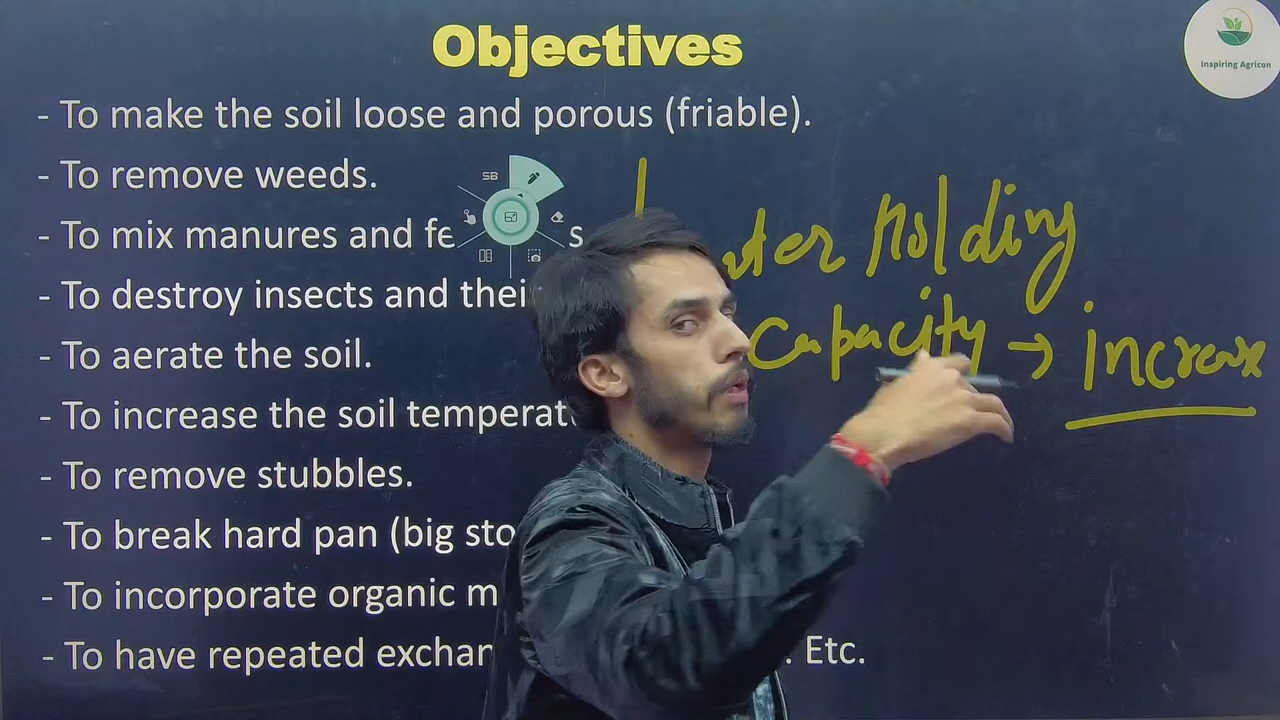 Objectives
Inspiring Agricon
- To make the soil loose and porous (friable).
- To remove weeds.
SB
- To mix manures and fe s
- To destroy insects and thei
- To aerate the soil.
- To increase the soil temperat
- To remove stubbles.
- To break hard pan (big sto
- To incorporate organic m
- To have repeated exchan . Etc.
ter Holding
Capacity → increase